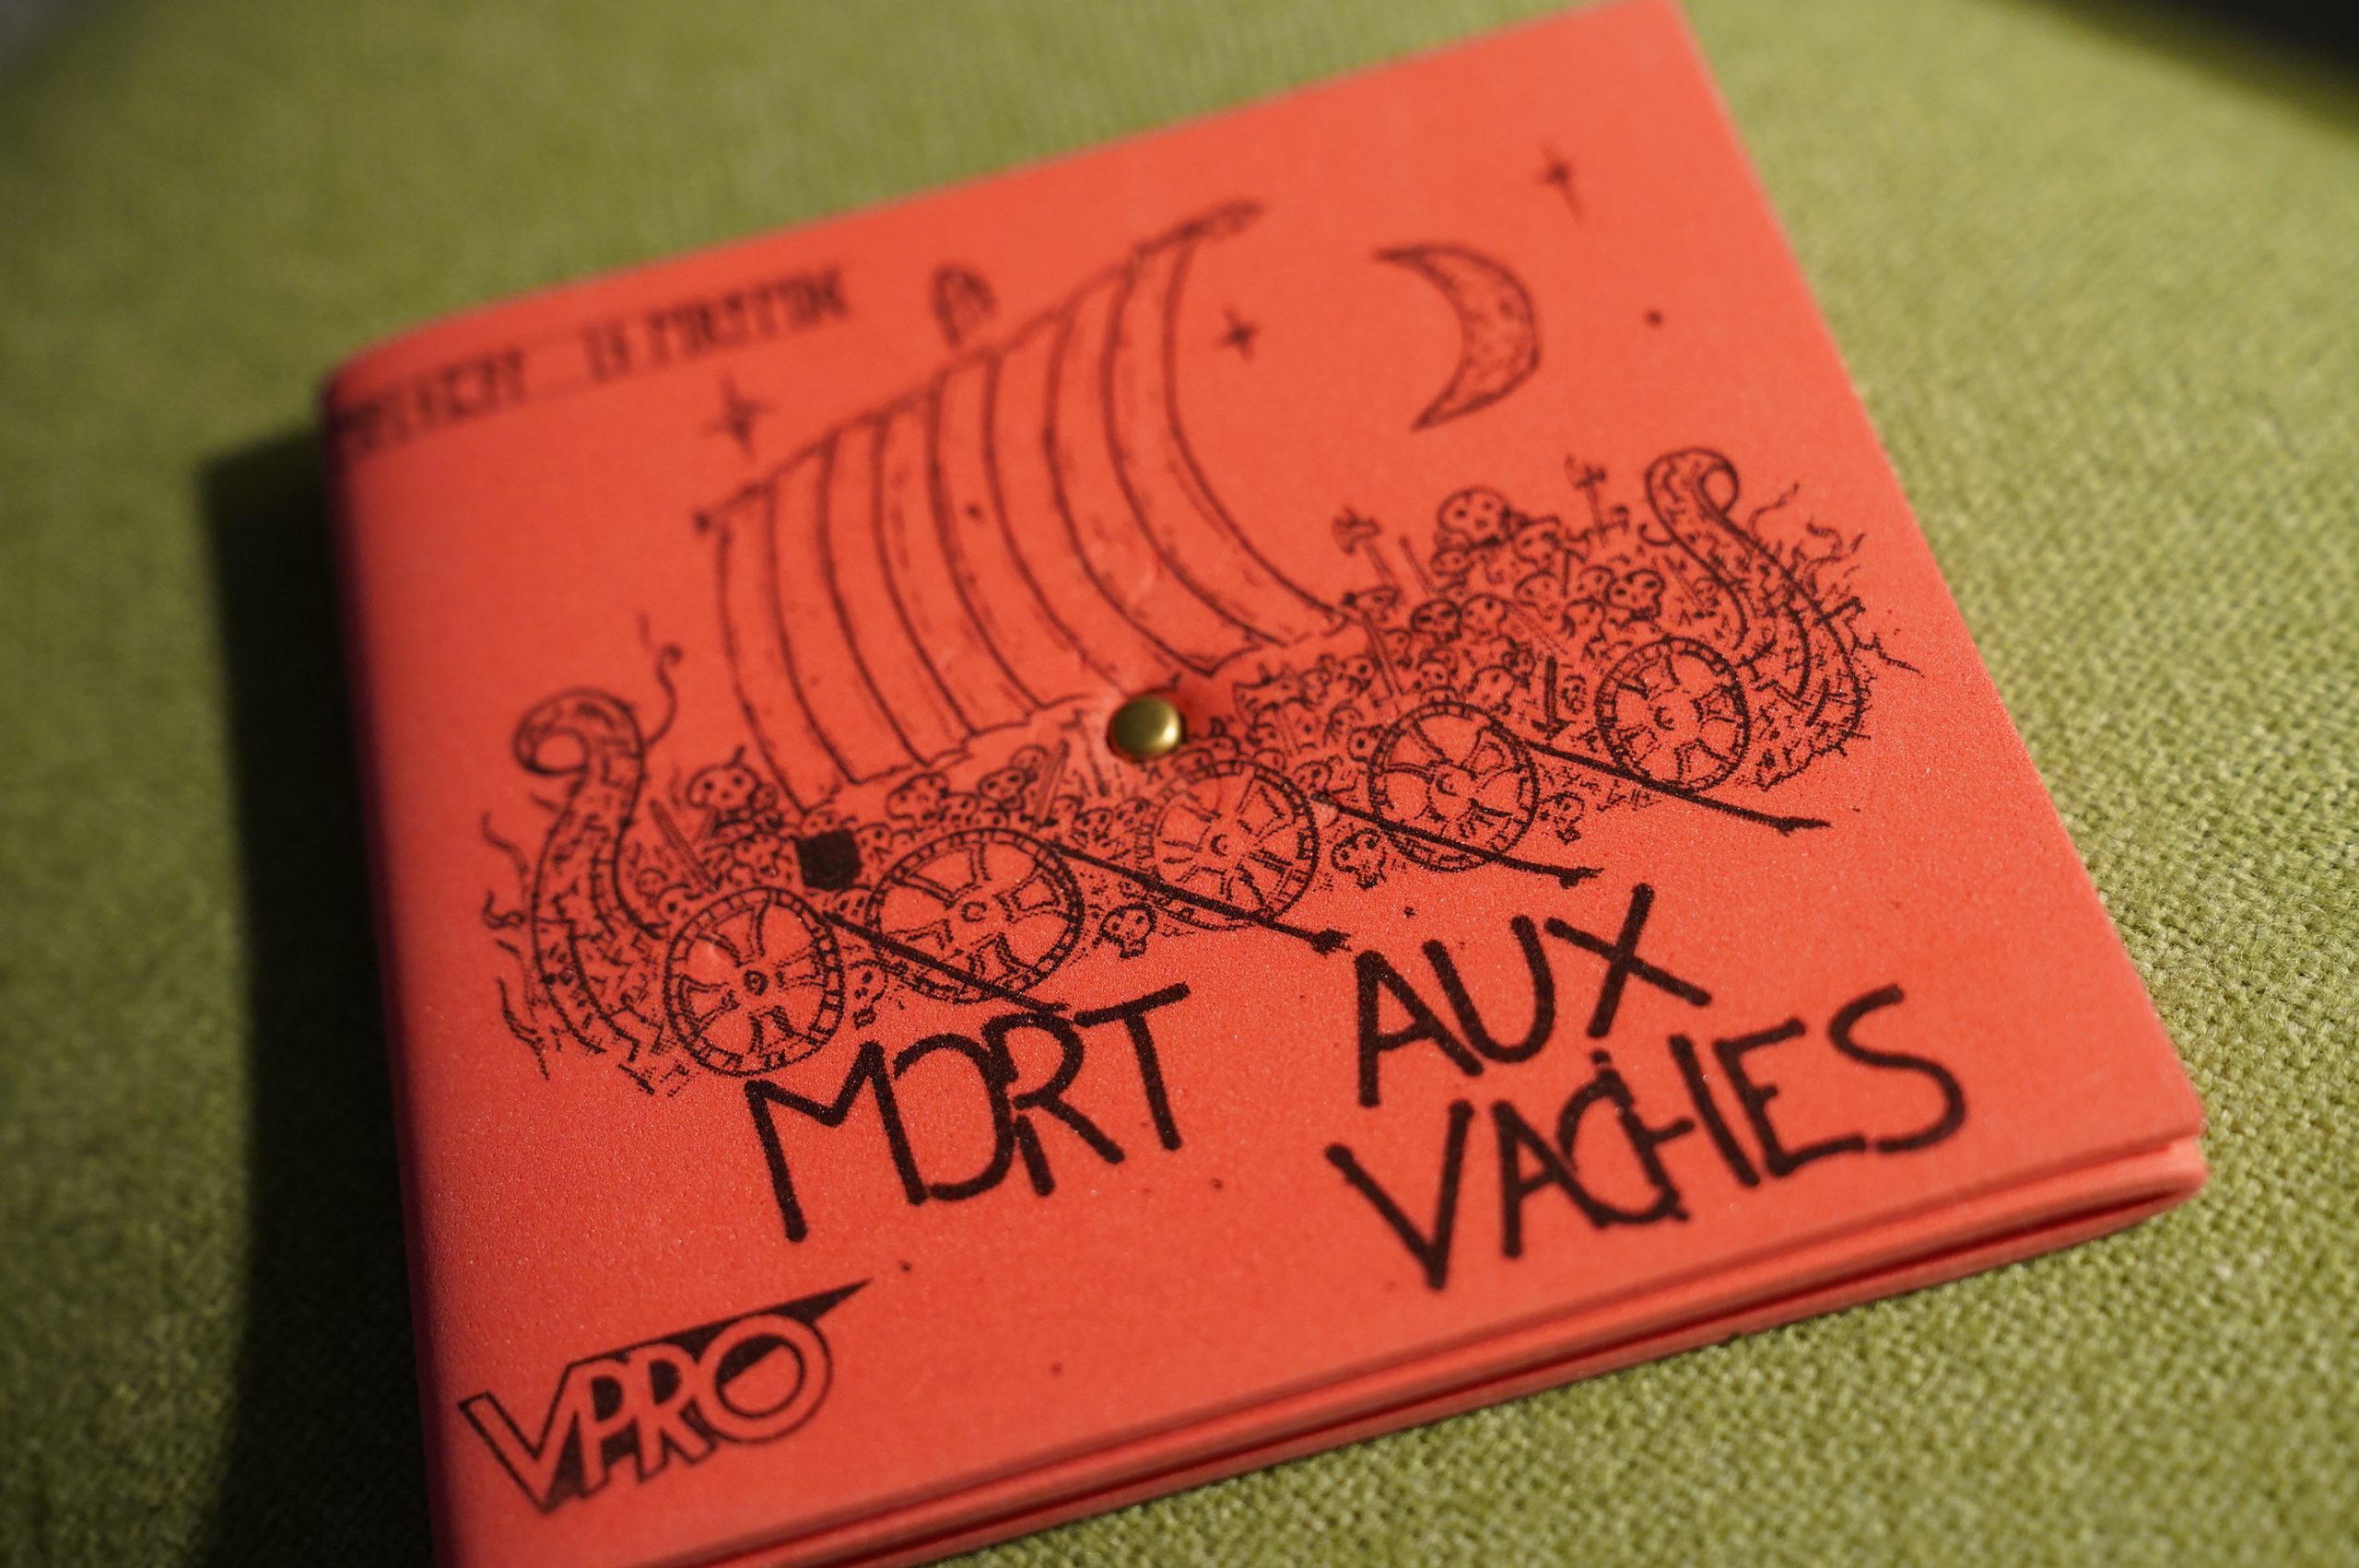 MORT AUX
VACHES
VPRO